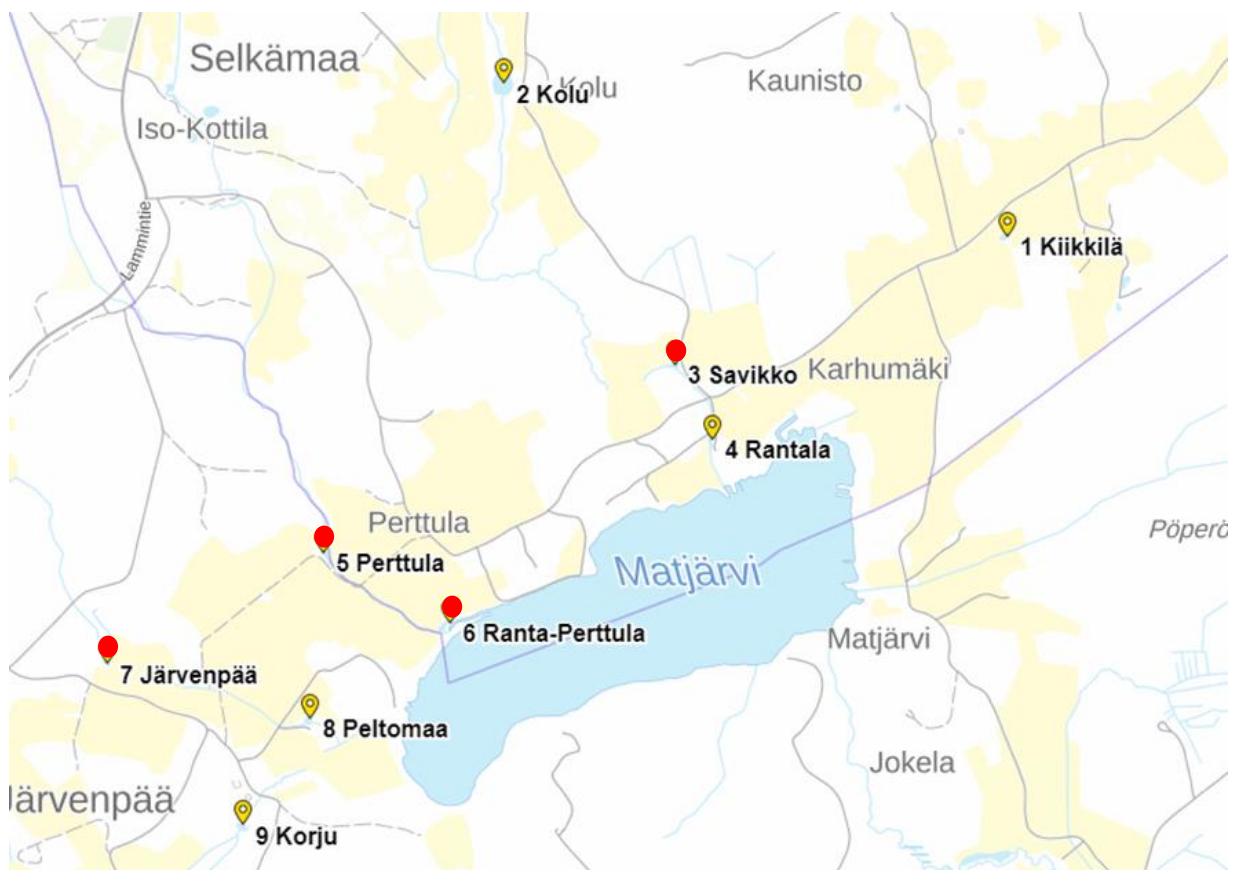 Selkämaa
2 Kolu
Kolu
Kaunisto
Iso-Kottila
Lammintie
1 Kiikkilä
3 Savikko
Karhumäki
4 Rantala
Perttula
5 Perttula
Matjärvi
Pöperö
6 Ranta-Perttula
Matjärvi
7 Järvenpää
8 Peltomaa
Jokela
Järvenpää
9 Korju